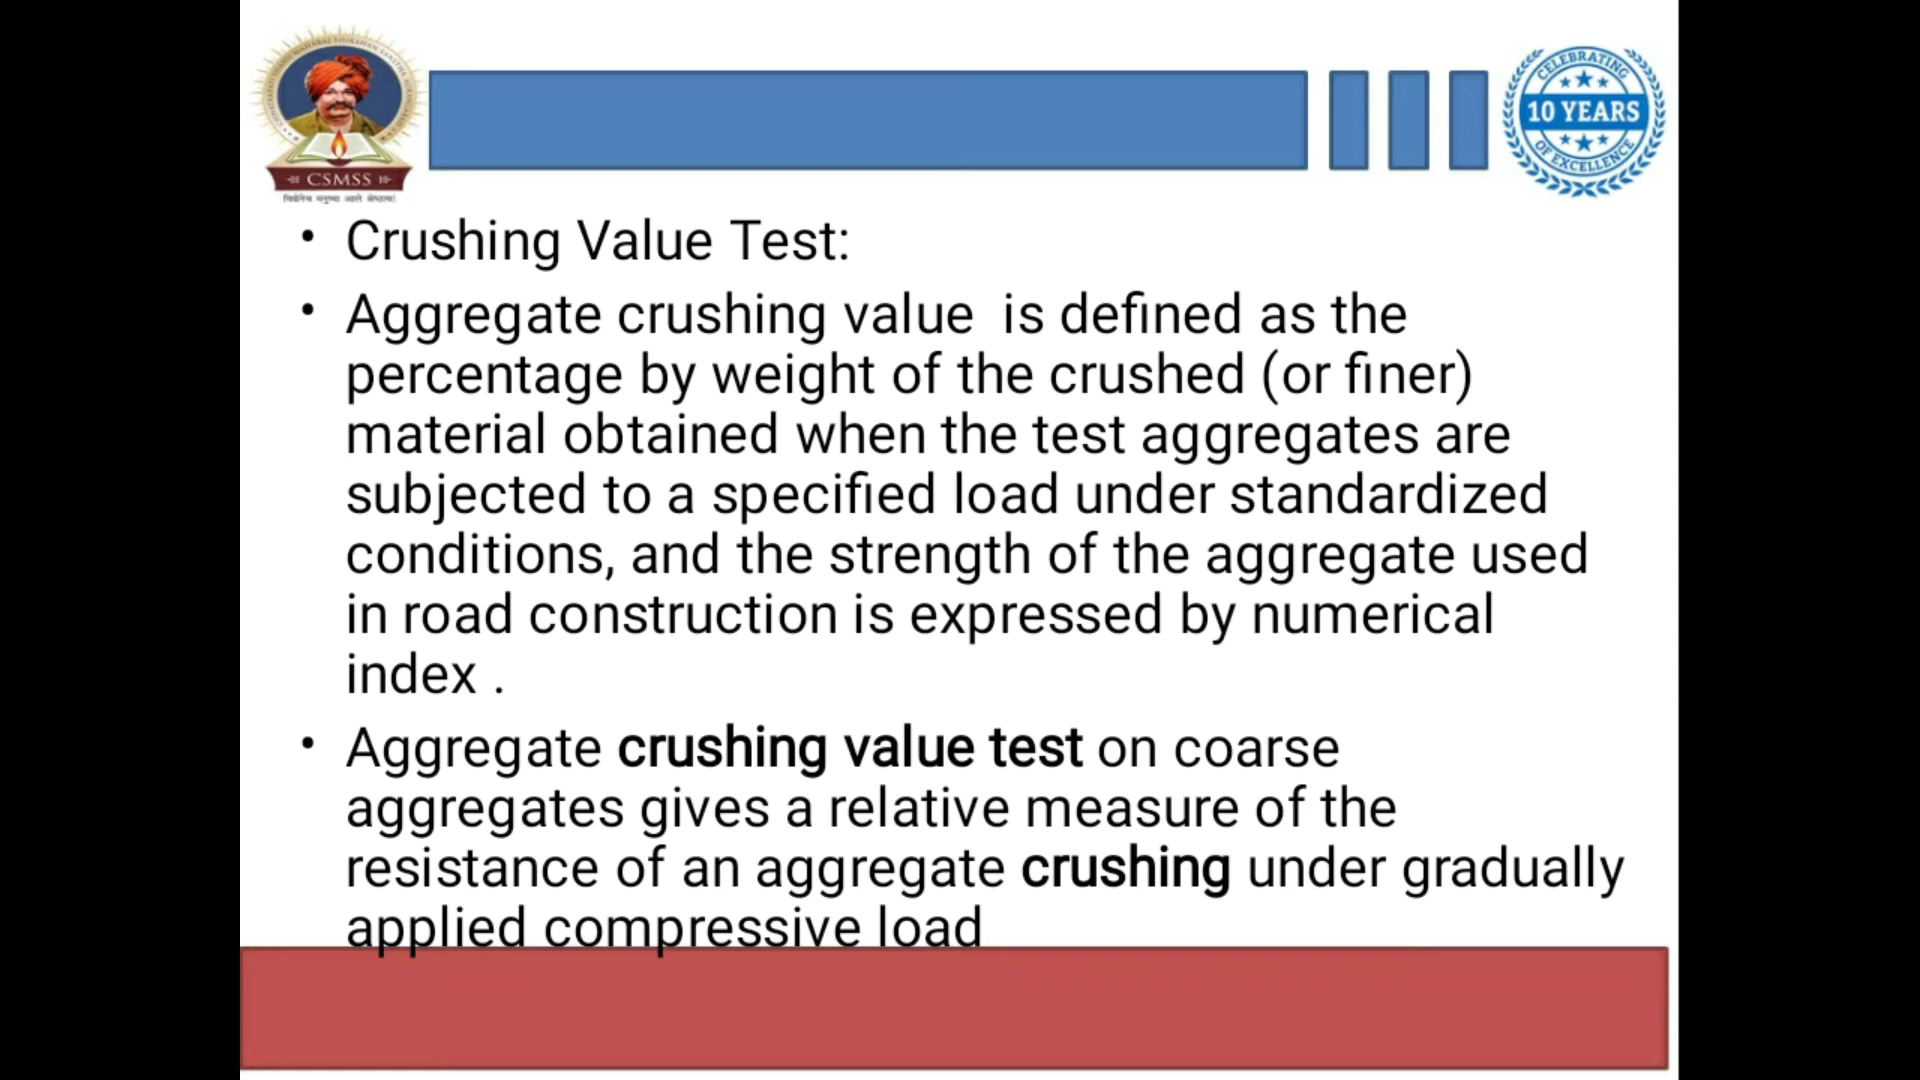 CSMSS
CELEBRATING
10 YEARS
OF EXCELLENCE
• Crushing Value Test:
• Aggregate crushing value  is defined as the
percentage by weight of the crushed (or finer)
material obtained when the test aggregates are
subjected to a specified load under standardized
conditions, and the strength of the aggregate used
in road construction is expressed by numerical
index .
• Aggregate crushing value test on coarse
aggregates gives a relative measure of the
resistance of an aggregate crushing under gradually
applied compressive load